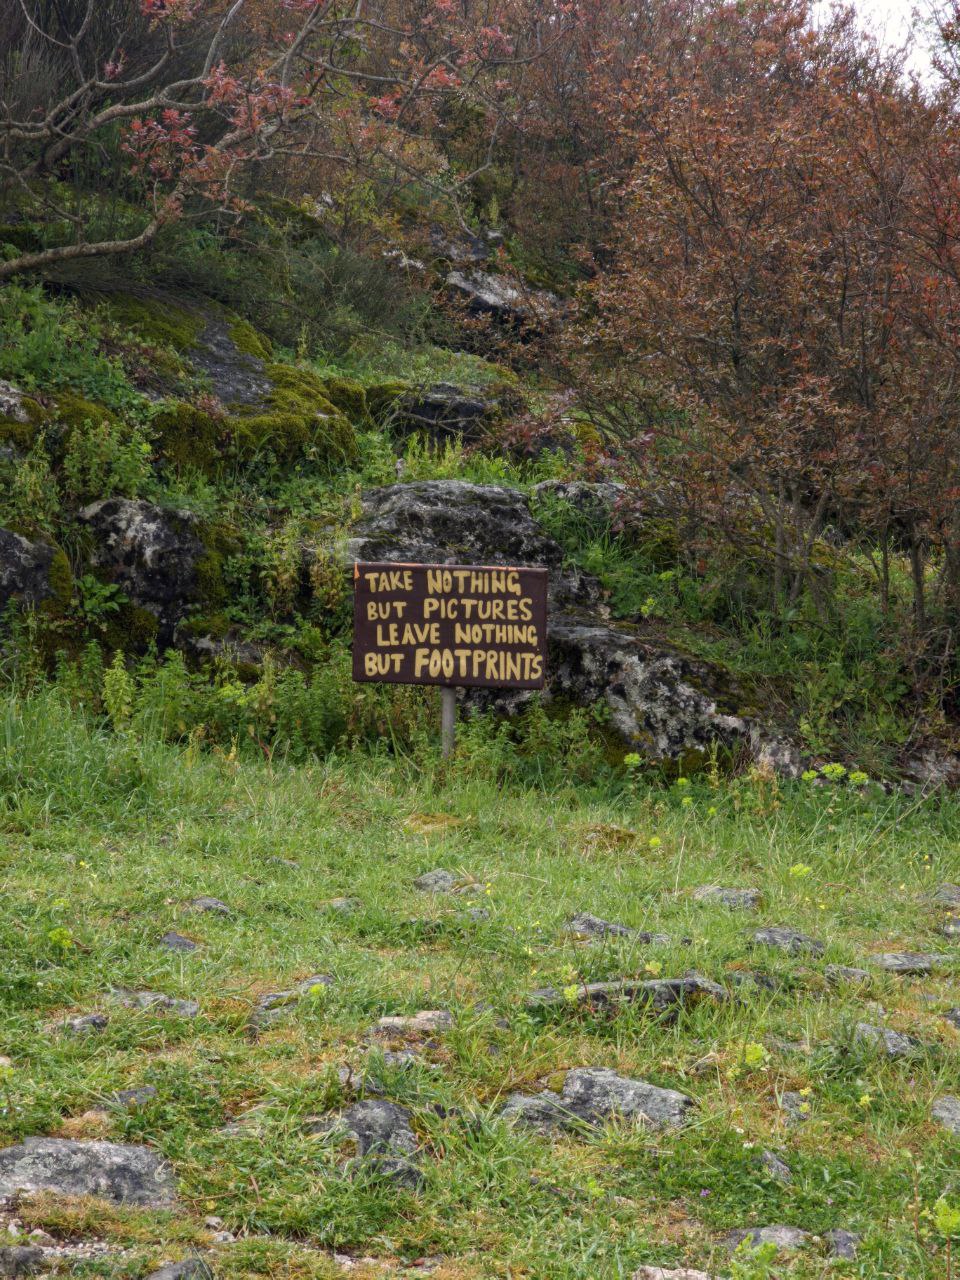 TAKE NOTHING
BUT PICTURES
LEAVE NOTHING
BUT FOOTPRINTS